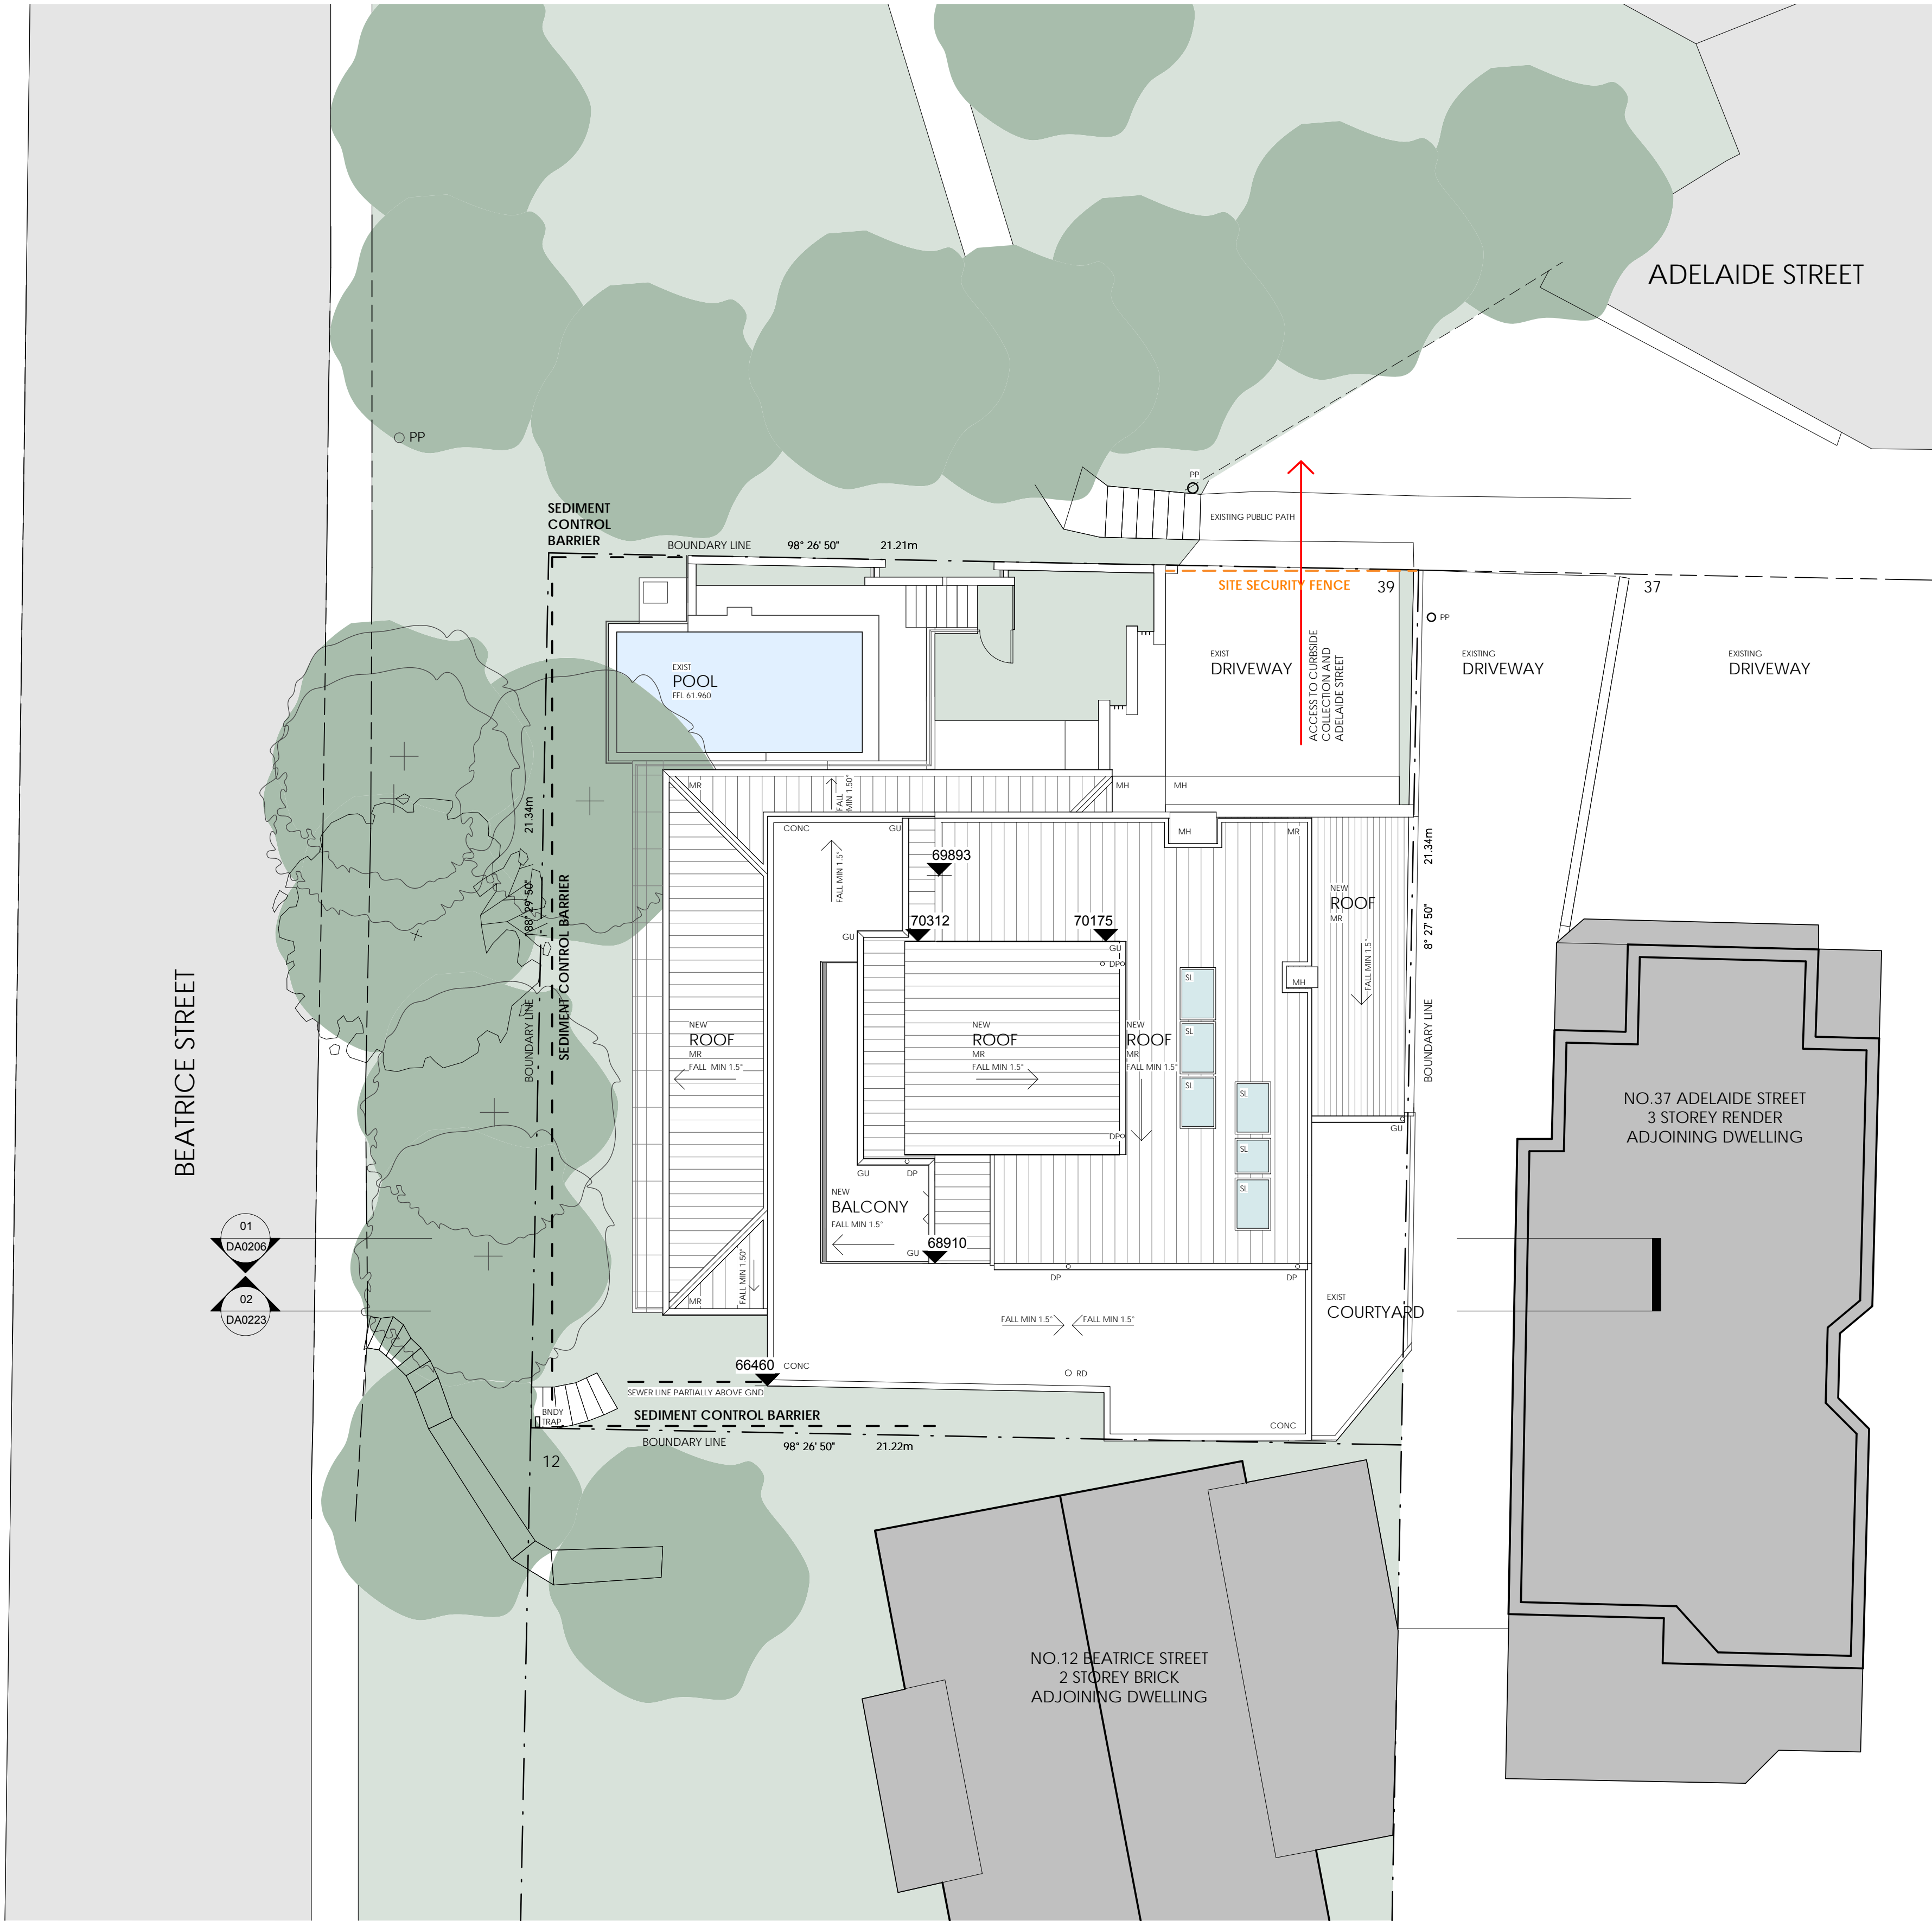 ADELAIDE STREET
PP
PP
EXISTING PUBLIC PATH
SEDIMENT
CONTROL
BARRIER
BOUNDARY LINE 98° 26' 50" 21.21m
SITE SECURITY FENCE
39
37
PP
EXIST
POOL
FFL 61.960
EXIST
DRIVEWAY
ACCESS TO CURBSIDE
COLLECTION AND
ADELAIDE STREET
EXISTING
DRIVEWAY
EXISTING
DRIVEWAY
MR
FALL
MIN 1.50°
MH
MH
CONC
GU
MH
MR
FALL MIN 1.5°
69893
70312
70175
GU
GU
DP
SL
MH
SL
SL
SL
SL
SL
NEW
ROOF
MR
FALL MIN 1.5°
21.34m
8° 27' 50"
BOUNDARY LINE
21.34m
188° 29' 50"
BOUNDARY LINE
SEDIMENT CONTROL BARRIER
BEATRICE STREET
NEW
ROOF
MR
FALL MIN 1.5°
NEW
ROOF
MR
FALL MIN 1.5°
NEW
ROOF
MR
FALL MIN 1.5°
DP
GU
GU
DP
NEW
BALCONY
FALL MIN 1.5°
GU
68910
FALL MIN 1.50°
MR
DP
DP
NO.37 ADELAIDE STREET
3 STOREY RENDER
ADJOINING DWELLING
01
DA0206
02
DA0223
EXIST
COURTYARD
FALL MIN 1.5°
FALL MIN 1.5°
66460
CONC
RD
SEWER LINE PARTIALLY ABOVE GND
BNDY
TRAP
SEDIMENT CONTROL BARRIER
CONC
BOUNDARY LINE 98° 26' 50" 21.22m
12
NO.12 BEATRICE STREET
2 STOREY BRICK
ADJOINING DWELLING